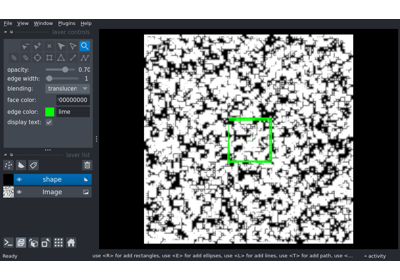 File View Window Plugins Help
layer controls
opacity: 0.70
edge width: 1
blending: translucen
face color: 00000000
edge color: lime
display text:
layer list
shape
Image
Ready
use <R> for add rectangles, use <E> for add ellipses, use <L> for add lines, use <T> for add path, use <...
activity